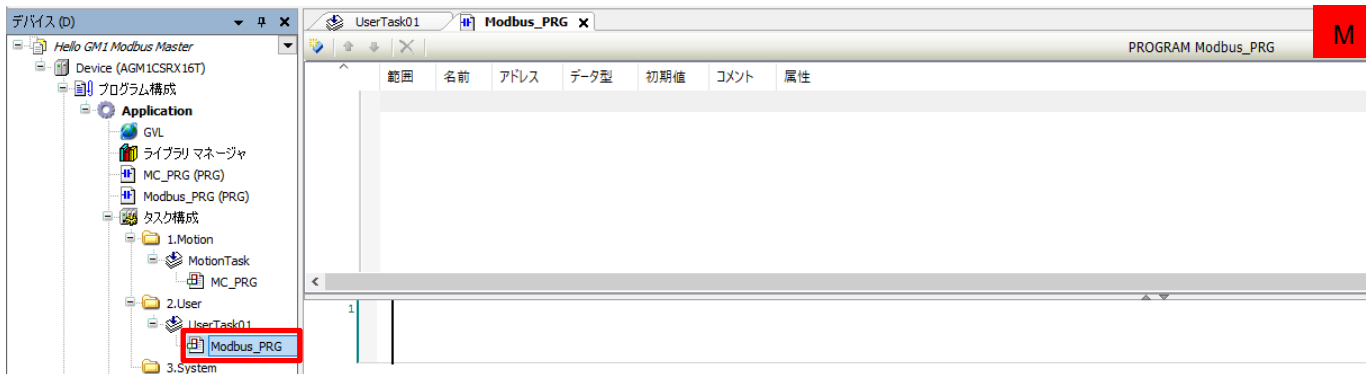 デバイス (D)
Hello GM1 Modbus Master
Device (AGM1CSRX16T)
プログラム構成
Application
GVL
ライブラリ マネージャ
MC_PRG (PRG)
Modbus_PRG (PRG)
タスク構成
1.Motion
MotionTask
MC_PRG
2.User
UserTask01
Modbus_PRG
3.System
UserTask01
Modbus_PRG
M
PROGRAM Modbus_PRG
範囲 名前 アドレス データ型 初期値 コメント 属性
1